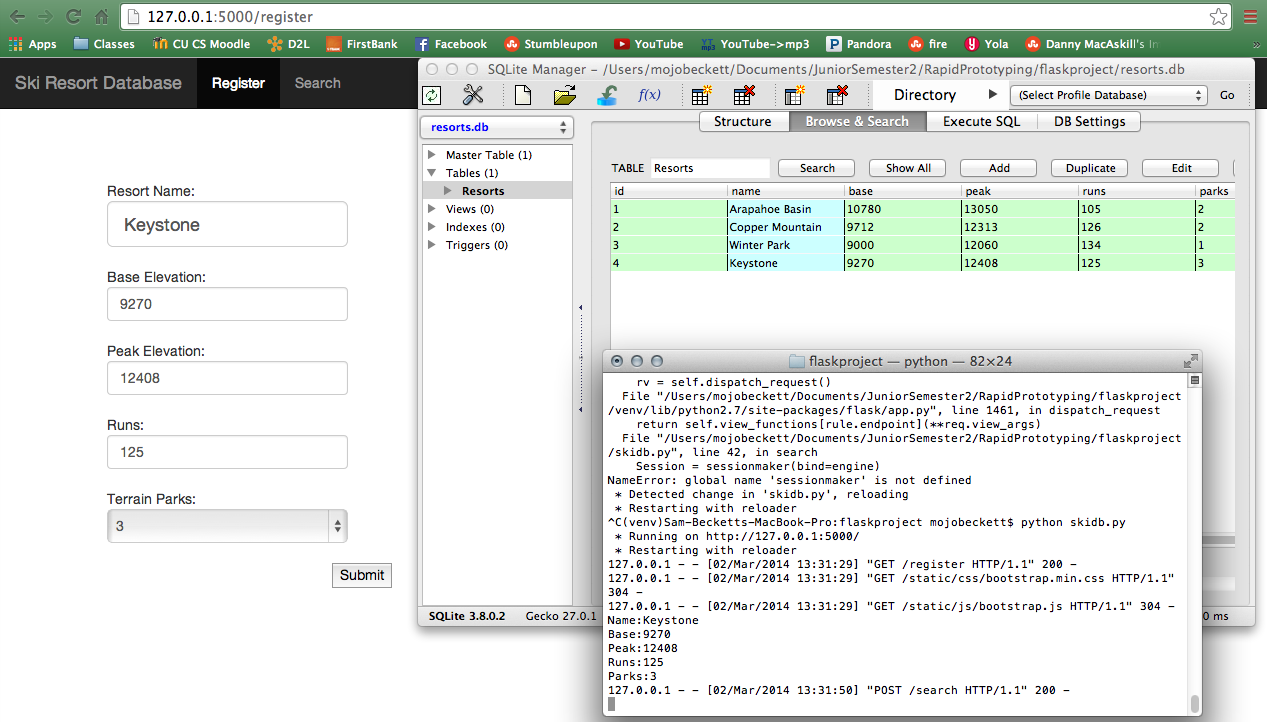 127.0.0.1:5000/register
Apps Classes CU CS Moodle D2L FirstBank Facebook Stumbleupon YouTube YouTube->mp3 Pandora fire Yola Danny MacAskill's In »
Ski Resort Database Register Search
Resort Name:
Keystone
Base Elevation:
9270
Peak Elevation:
12408
Runs:
125
Terrain Parks:
3
Submit
SQLite Manager - /Users/mojobeckett/Documents/JuniorSemester2/RapidPrototyping/flaskproject/resorts.db
f(x) Directory (Select Profile Database) Go
resorts.db
Structure Browse & Search Execute SQL DB Settings
Master Table (1)
Tables (1)
Resorts
Views (0)
Indexes (0)
Triggers (0)
TABLE Resorts Search Show All Add Duplicate Edit
id name base peak runs parks
1 Arapahoe Basin 10780 13050 105 2
2 Copper Mountain 9712 12313 126 2
3 Winter Park 9000 12060 134 1
4 Keystone 9270 12408 125 3
SQLite 3.8.0.2 Gecko 27.0.1
0 ms
flaskproject — python — 82×24
rv = self.dispatch_request()
File "/Users/mojobeckett/Documents/JuniorSemester2/RapidPrototyping/flaskproject
/venv/lib/python2.7/site-packages/flask/app.py", line 1461, in dispatch_request
return self.view_functions[rule.endpoint](**req.view_args)
File "/Users/mojobeckett/Documents/JuniorSemester2/RapidPrototyping/flaskproject
/skidb.py", line 42, in search
Session = sessionmaker(bind=engine)
NameError: global name 'sessionmaker' is not defined
* Detected change in 'skidb.py', reloading
* Restarting with reloader
^C(venv)Sam-Becketts-MacBook-Pro:flaskproject mojobeckett$ python skidb.py
* Running on http://127.0.0.1:5000/
* Restarting with reloader
127.0.0.1 - - [02/Mar/2014 13:31:29] "GET /register HTTP/1.1" 200 -
127.0.0.1 - - [02/Mar/2014 13:31:29] "GET /static/css/bootstrap.min.css HTTP/1.1"
304 -
127.0.0.1 - - [02/Mar/2014 13:31:29] "GET /static/js/bootstrap.js HTTP/1.1" 304 -
Name:Keystone
Base:9270
Peak:12408
Runs:125
Parks:3
127.0.0.1 - - [02/Mar/2014 13:31:50] "POST /search HTTP/1.1" 200 -